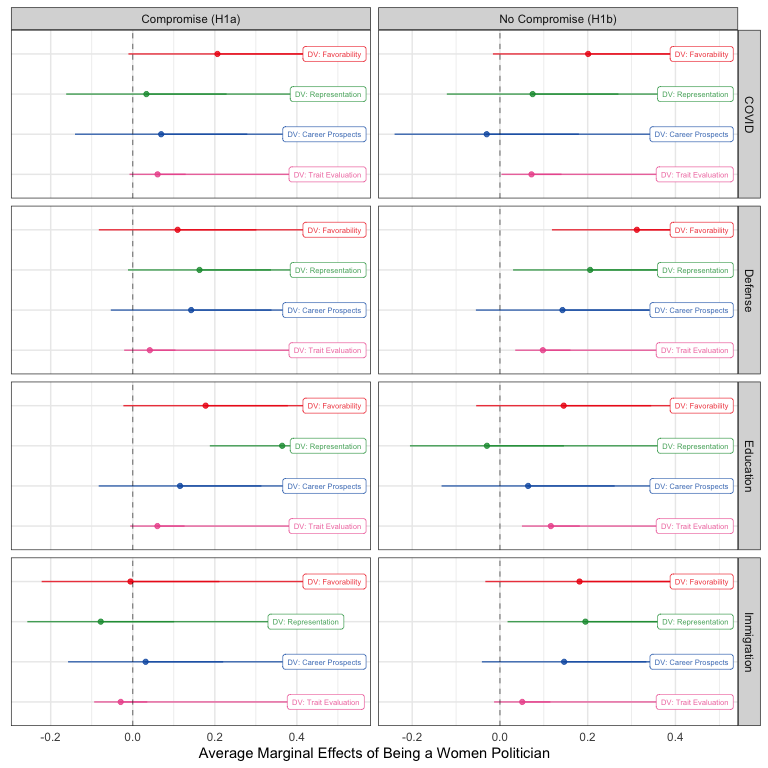 Compromise (H1a)
No Compromise (H1b)
DV: Favorability
DV: Representation
DV: Career Prospects
DV: Trait Evaluation
DV: Favorability
DV: Representation
DV: Career Prospects
DV: Trait Evaluation
COVID
DV: Favorability
DV: Representation
DV: Career Prospects
DV: Trait Evaluation
DV: Favorability
DV: Representation
DV: Career Prospects
DV: Trait Evaluation
Defense
DV: Favorability
DV: Representation
DV: Career Prospects
DV: Trait Evaluation
DV: Favorability
DV: Representation
DV: Career Prospects
DV: Trait Evaluation
Education
DV: Favorability
DV: Representation
DV: Career Prospects
DV: Trait Evaluation
DV: Favorability
DV: Representation
DV: Career Prospects
DV: Trait Evaluation
Immigration
-0.2 0.0 0.2 0.4
-0.2 0.0 0.2 0.4
Average Marginal Effects of Being a Women Politician